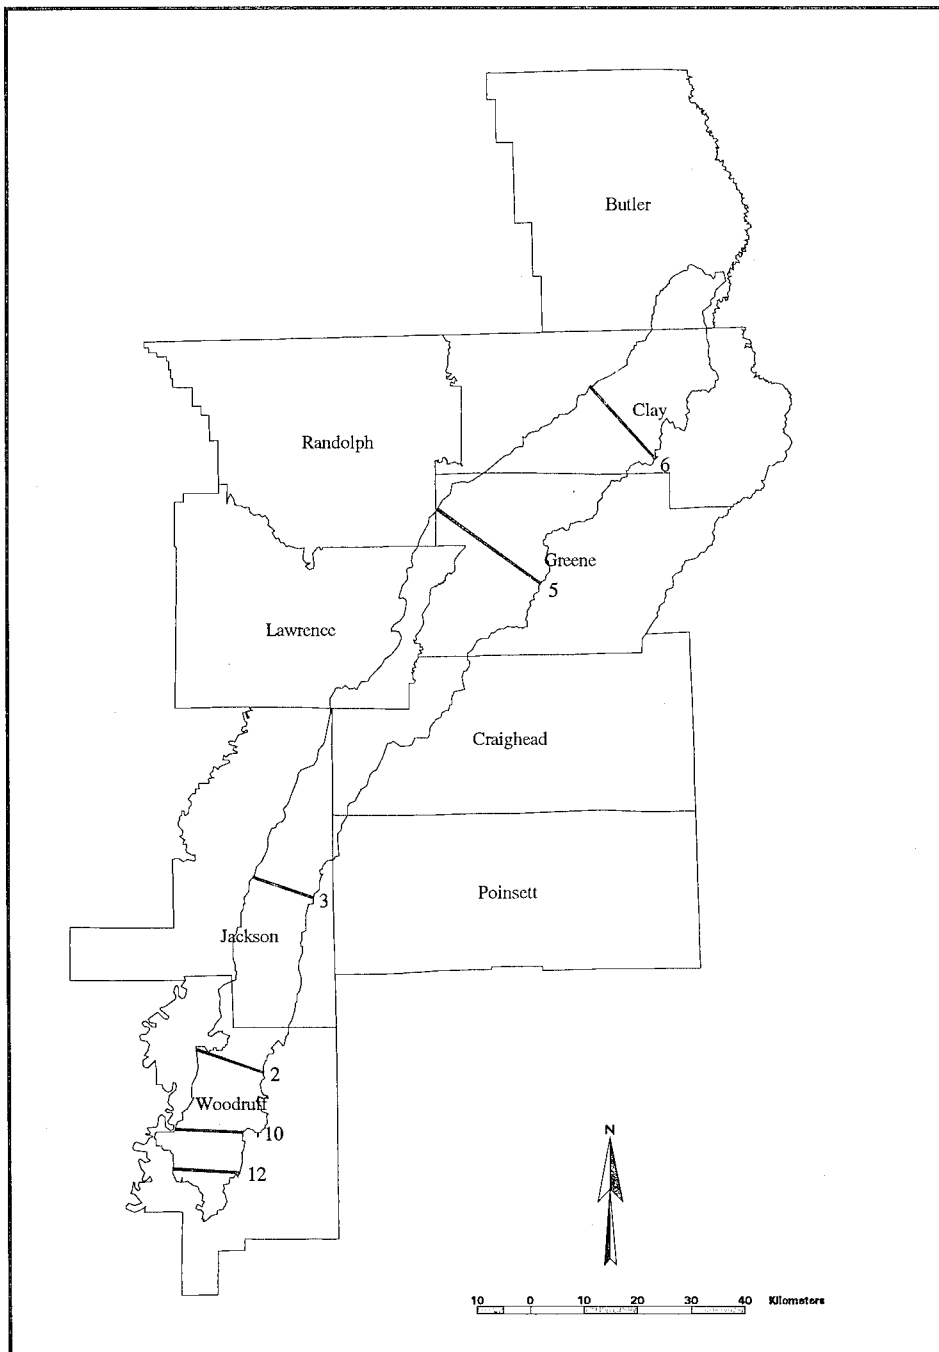 Butler
Clay
Randolph
6
Greene
5
Lawrence
Craighead
3
Poinsett
Jackson
2
Woodruff
10
12
N
10 0 10 20 30 40 Kilometers